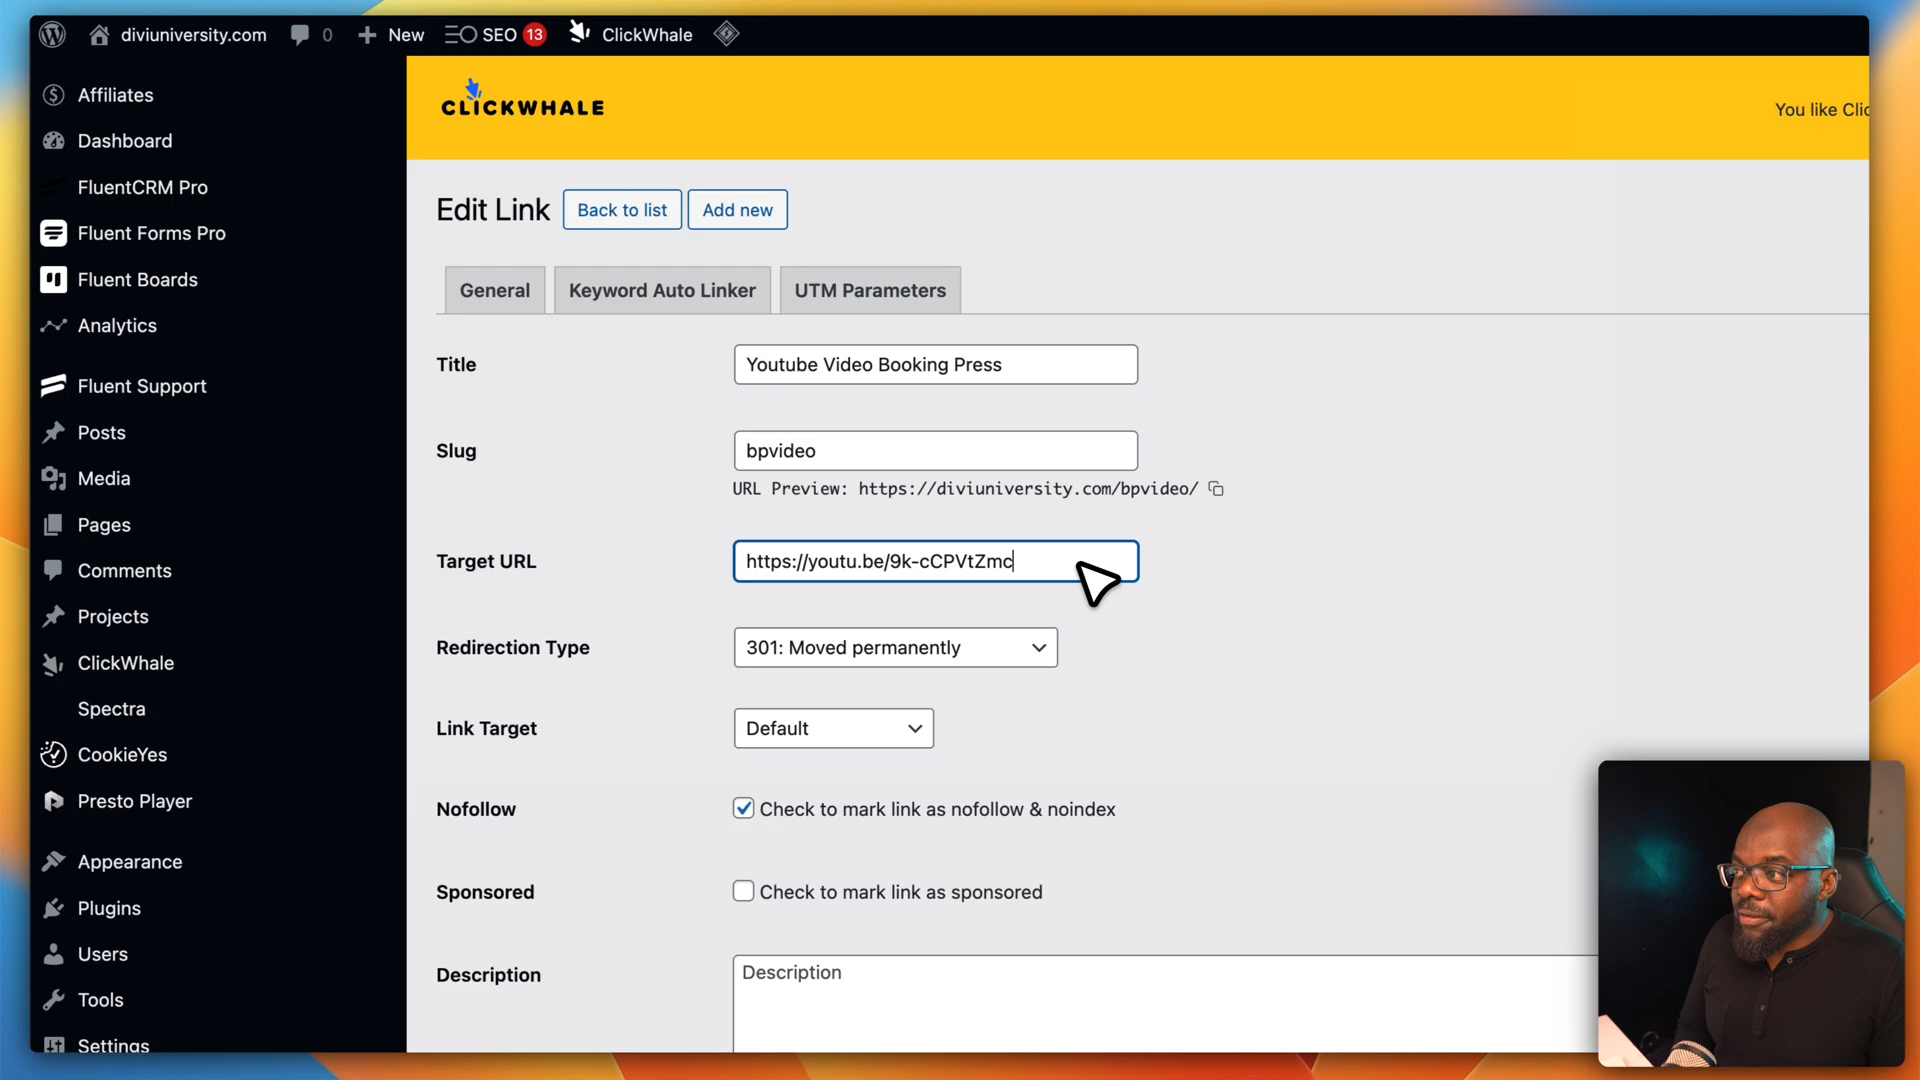 diviuniversity.com
0
New
SEO 13
ClickWhale
Affiliates
Dashboard
FluentCRM Pro
Fluent Forms Pro
Fluent Boards
Analytics
Fluent Support
Posts
Media
Pages
Comments
Projects
ClickWhale
Spectra
CookieYes
Presto Player
Appearance
Plugins
Users
Tools
Settings
CLICKWHALE
You like Clic
Edit Link
Back to list
Add new
General
Keyword Auto Linker
UTM Parameters
Title
Youtube Video Booking Press
Slug
bpvideo
URL Preview: https://diviuniversity.com/bpvideo/
Target URL
https://youtu.be/9k-cCPVtZmc
Redirection Type
301: Moved permanently
Link Target
Default
Nofollow
Check to mark link as nofollow & noindex
Sponsored
Check to mark link as sponsored
Description
Description